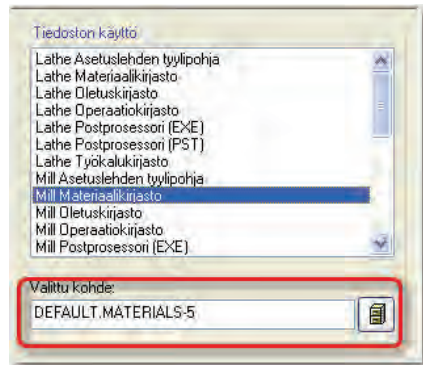 Tiedoston käyttö
Lathe Asetuslehden tyylipohja
Lathe Materiaalikirjasto
Lathe Oletuskirjasto
Lathe Operaatiokirjasto
Lathe Postprosessori (EXE)
Lathe Postprosessori (PST)
Lathe Työkalukirjasto
Mill Asetuslehden tyylipohja
Mill Materiaalikirjasto
Mill Oletuskirjasto
Mill Operaatiokirjasto
Mill Postprosessori (EXE)
Valittu kohde:
DEFAULT.MATERIALS-5